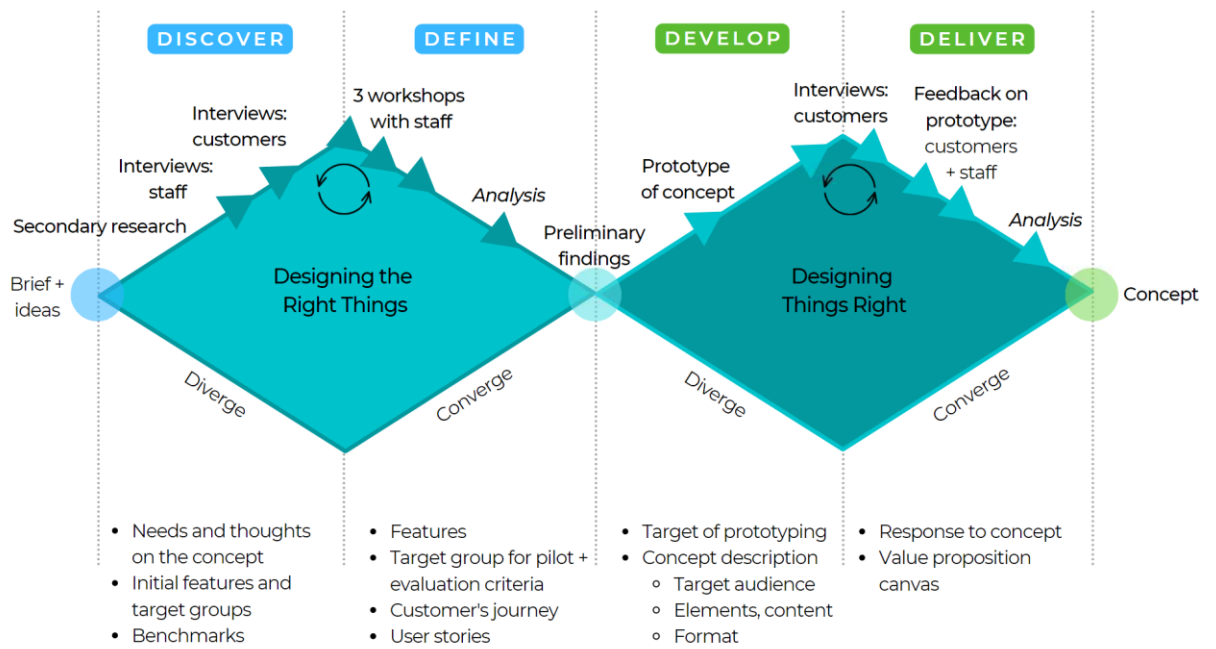 DISCOVER
DEFINE
DEVELOP
DELIVER
Interviews:
customers
3 workshops
with staff
Interviews:
staff
Secondary research
Analysis
Brief +
ideas
Designing the
Right Things
Preliminary
findings
Diverge
Converge
Interviews:
customers
Feedback on
prototype:
customers
+ staff
Prototype
of concept
Analysis
Designing
Things Right
Concept
Diverge
Converge
• Needs and thoughts
on the concept
• Initial features and
target groups
• Benchmarks
• Features
• Target group for pilot +
evaluation criteria
• Customer's journey
• User stories
• Target of prototyping
• Concept description
◦ Target audience
◦ Elements, content
◦ Format
• Response to concept
• Value proposition
canvas